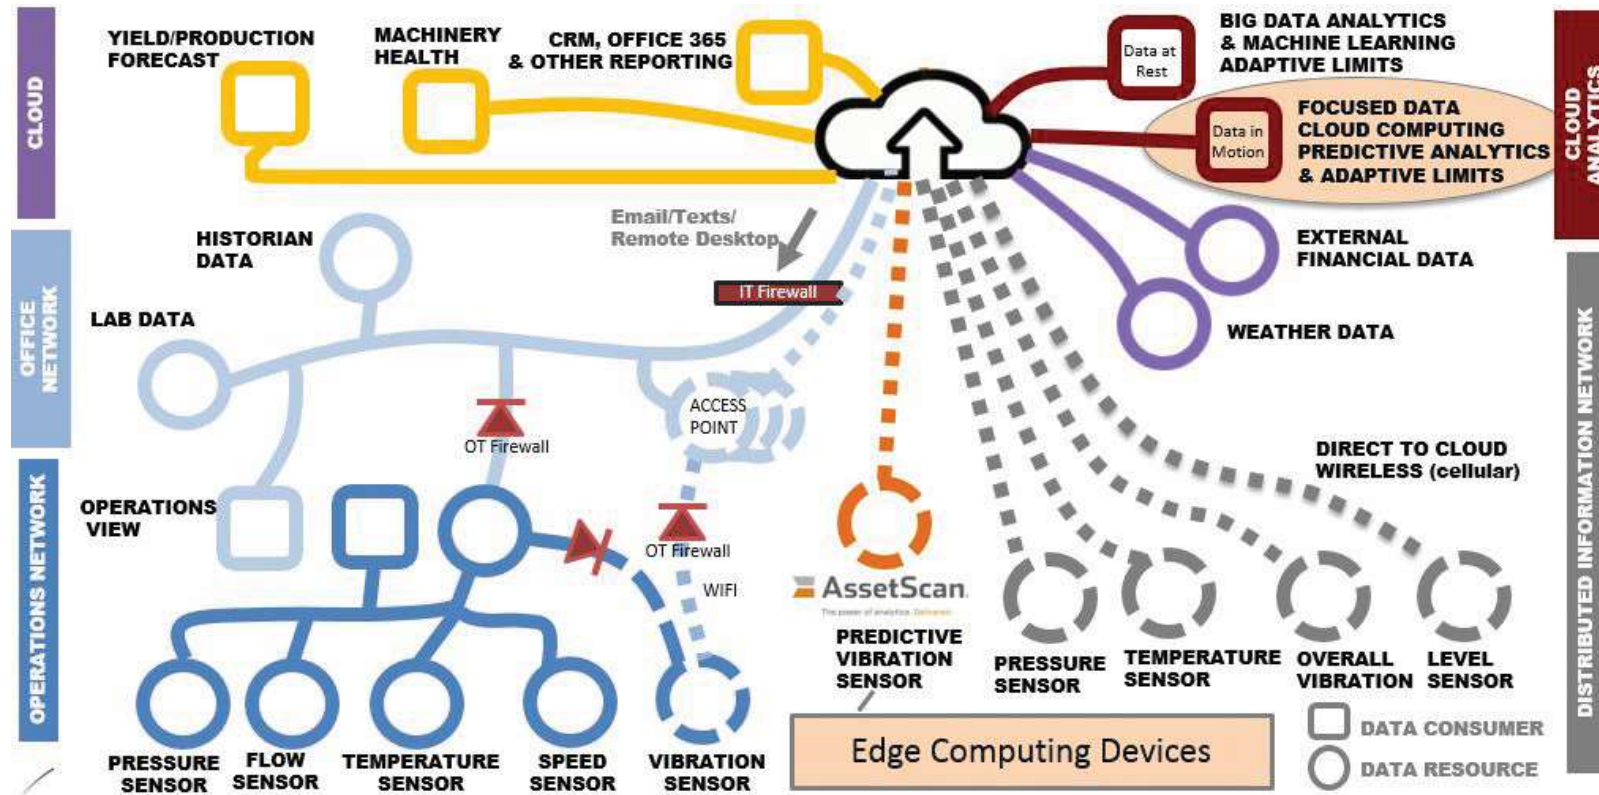 CLOUD
YIELD/PRODUCTION
FORECAST
MACHINERY
HEALTH
CRM, OFFICE 365
& OTHER REPORTING
Data at
Rest
BIG DATA ANALYTICS
& MACHINE LEARNING
ADAPTIVE LIMITS
Data in
Motion
FOCUSED DATA
CLOUD COMPUTING
PREDICTIVE ANALYTICS
& ADAPTIVE LIMITS
CLOUD
ANALYTICS
OFFICE
NETWORK
HISTORIAN
DATA
LAB DATA
Email/Texts/
Remote Desktop
IT Firewall
EXTERNAL
FINANCIAL DATA
WEATHER DATA
ACCESS
POINT
OT Firewall
DIRECT TO CLOUD
WIRELESS (cellular)
DISTRIBUTED INFORMATION NETWORK
OPERATIONS NETWORK
OPERATIONS
VIEW
OT Firewall
WIFI
AssetScan
The power of analytics. Delivered.
PREDICTIVE
VIBRATION
SENSOR
PRESSURE
SENSOR
TEMPERATURE
SENSOR
OVERALL
VIBRATION
LEVEL
SENSOR
PRESSURE
SENSOR
FLOW
SENSOR
TEMPERATURE
SENSOR
SPEED
SENSOR
VIBRATION
SENSOR
Edge Computing Devices
DATA CONSUMER
DATA RESOURCE